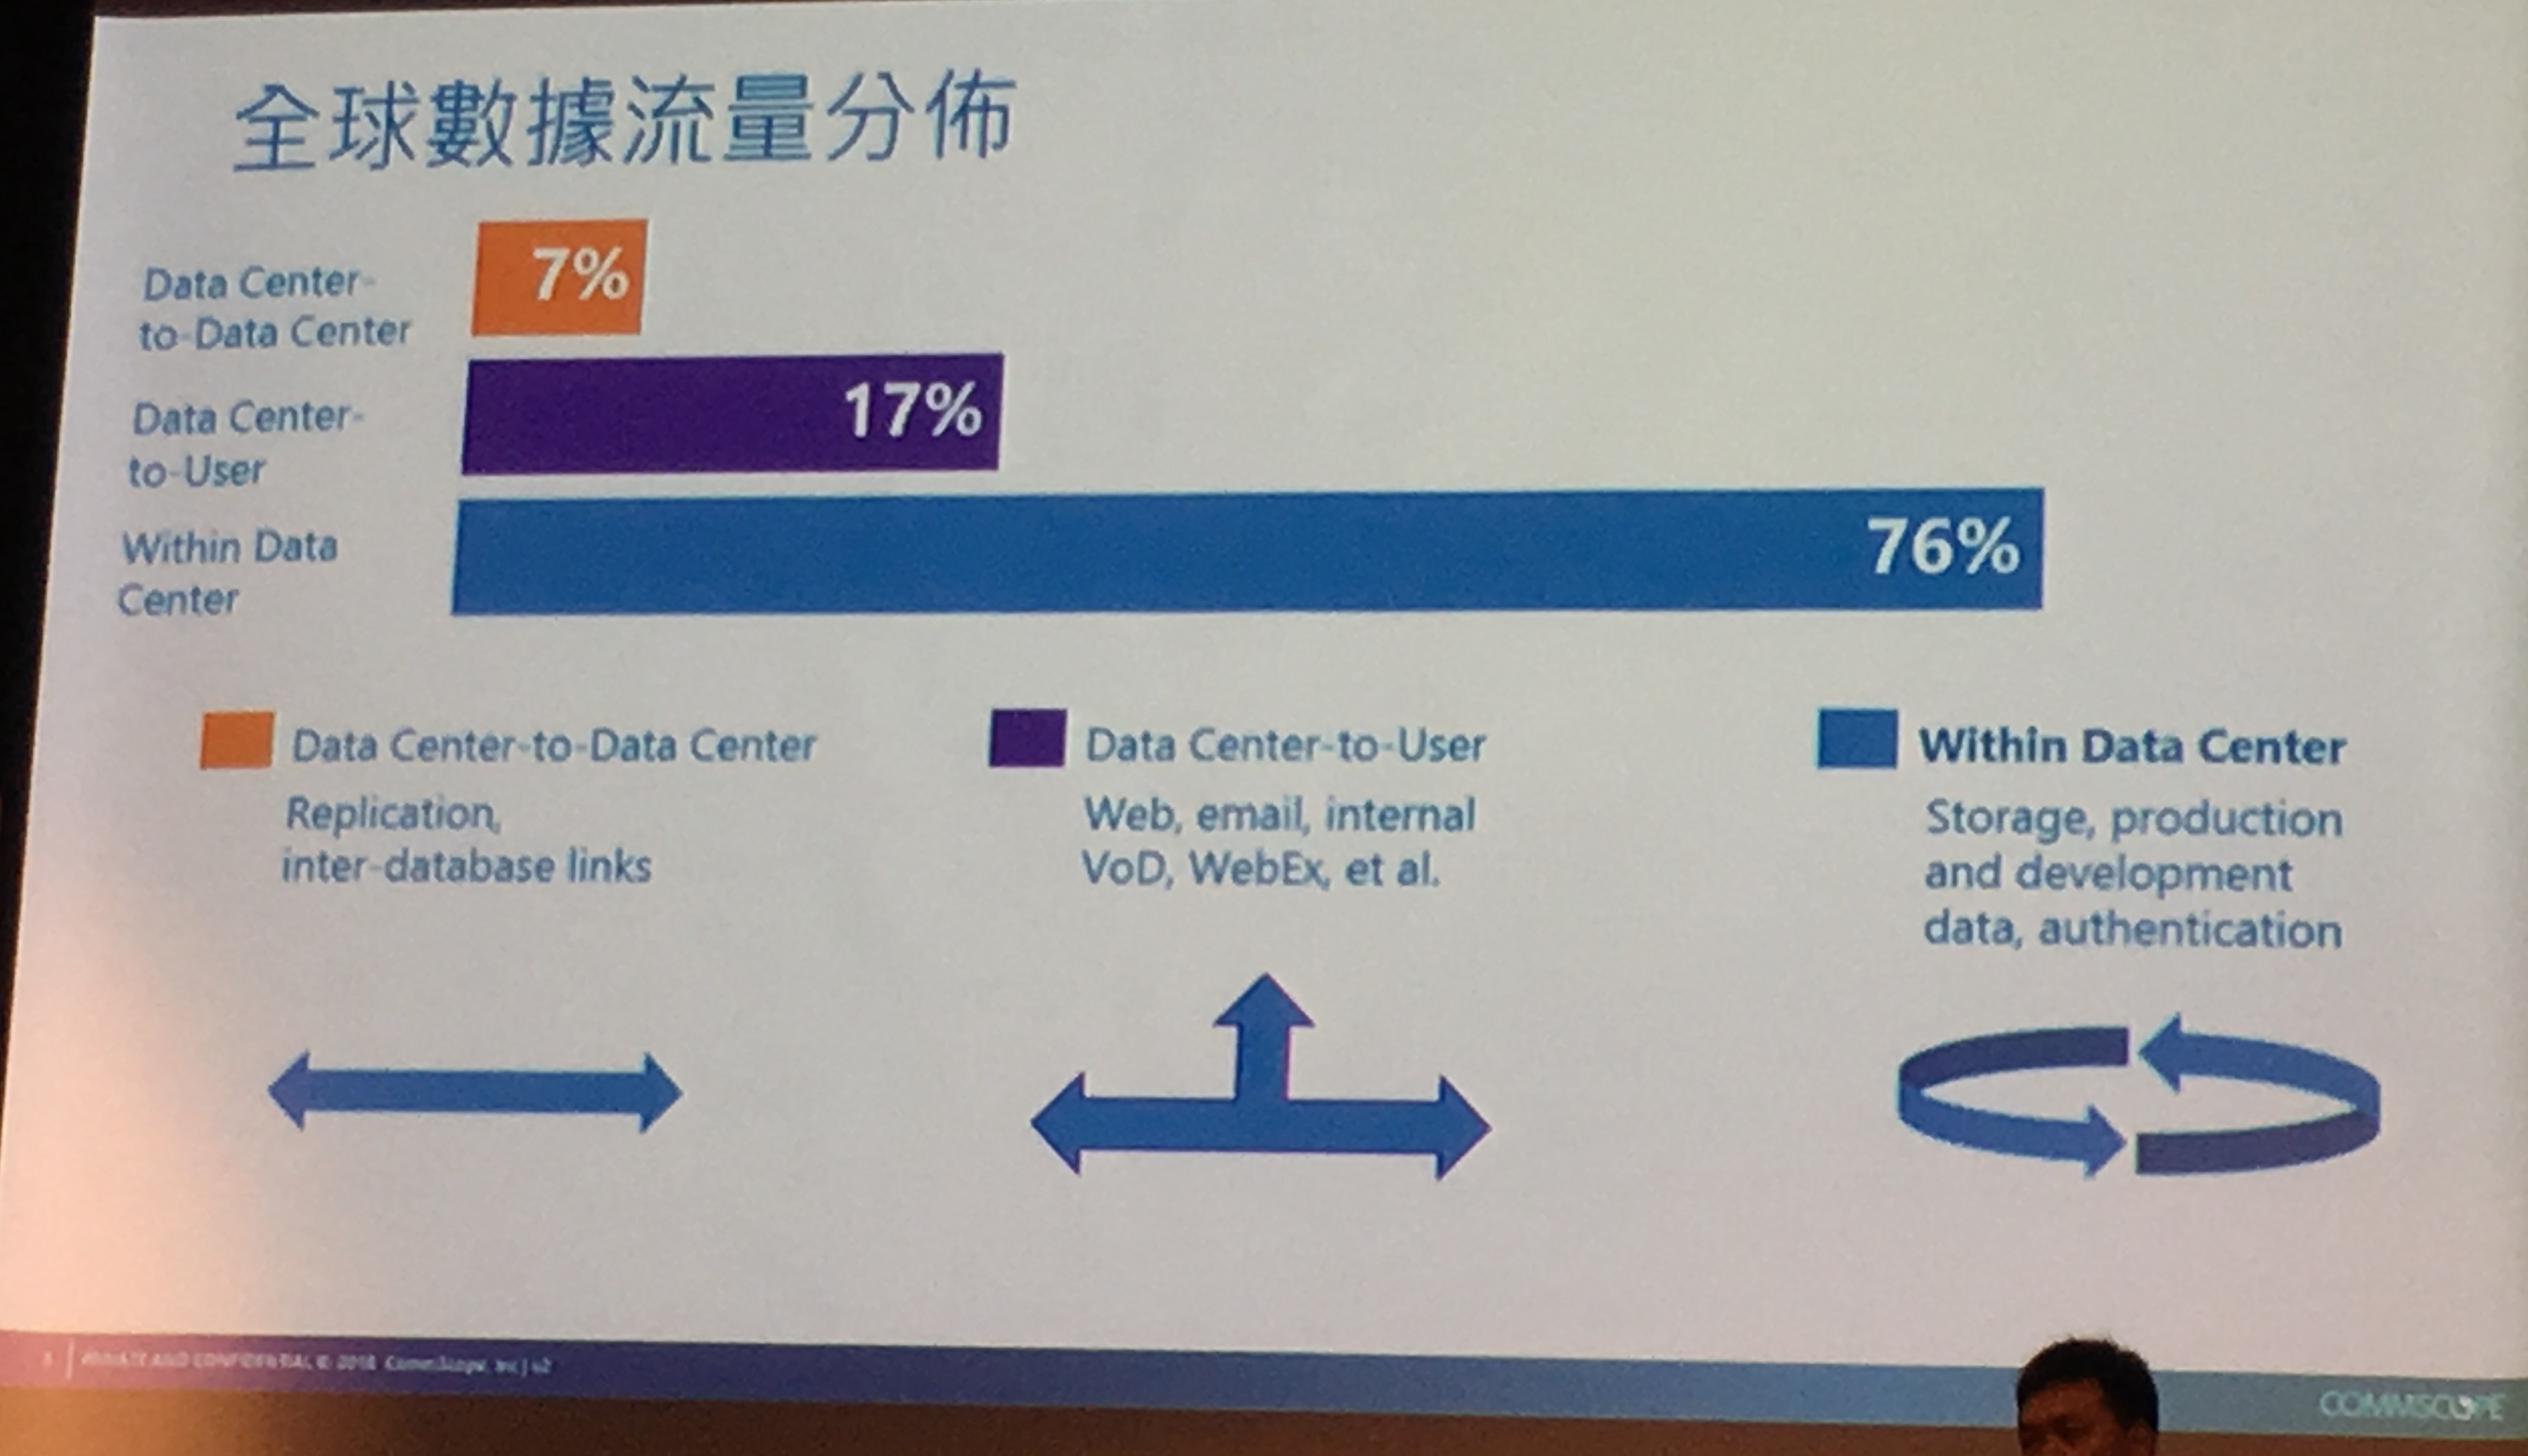 全球數據流量分佈
7%
Data Center-
to-Data Center
17%
Data Center-
to-User
76%
Within Data
Center
Data Center-to-Data Center
Replication,
inter-database links
Data Center-to-User
Web, email, internal
VoD, WebEx, et al.
Within Data Center
Storage, production
and development
data, authentication
PRIVATE AND CONFIDENTIAL © 2018 CommScope, Inc | v2
COMMSCOPE